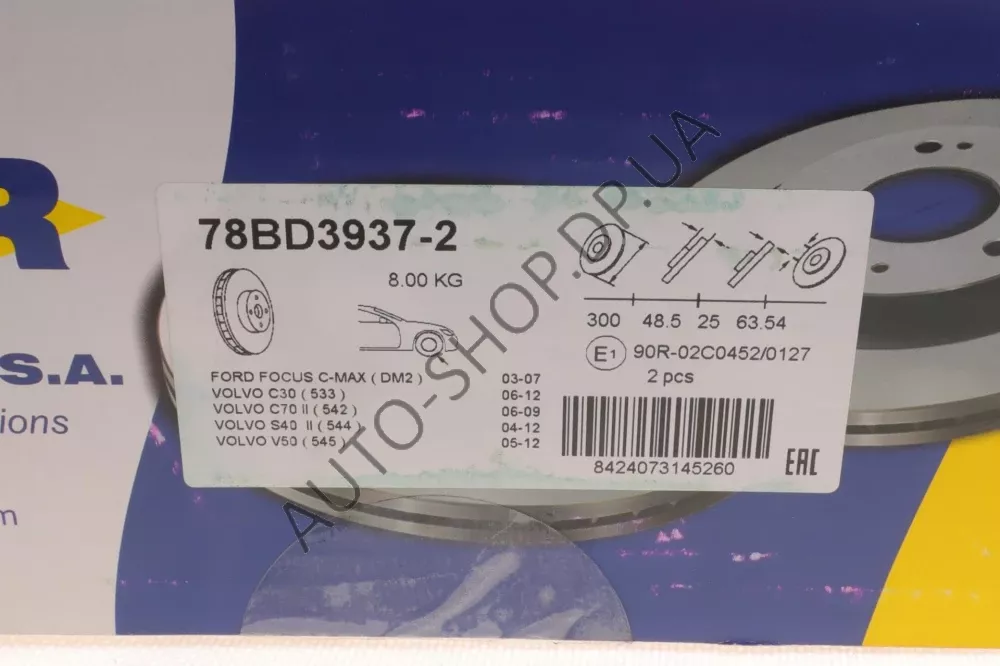 R
78BD3937-2
8.00 KG
300 48.5 25 63.54
E1 90R-02C0452/0127
2 pcs
FORD FOCUS C-MAX ( DM2 ) 03-07
VOLVO C30 ( 533 ) 06-12
VOLVO C70 II ( 542 ) 06-09
VOLVO S40 II ( 544 ) 04-12
VOLVO V50 ( 545 ) 05-12
8424073145260
EAC
S.A.
tions
m
AUTO-SHOP.DP.UA